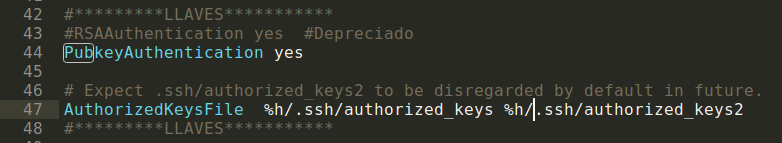 42 #*********LLAVES***********
43 #RSAAuthentication yes  #Depreciado
44 PubkeyAuthentication yes
45
46 # Expect .ssh/authorized_keys2 to be disregarded by default in future.
47 AuthorizedKeysFile  %h/.ssh/authorized_keys %h/.ssh/authorized_keys2
48 #*********LLAVES***********